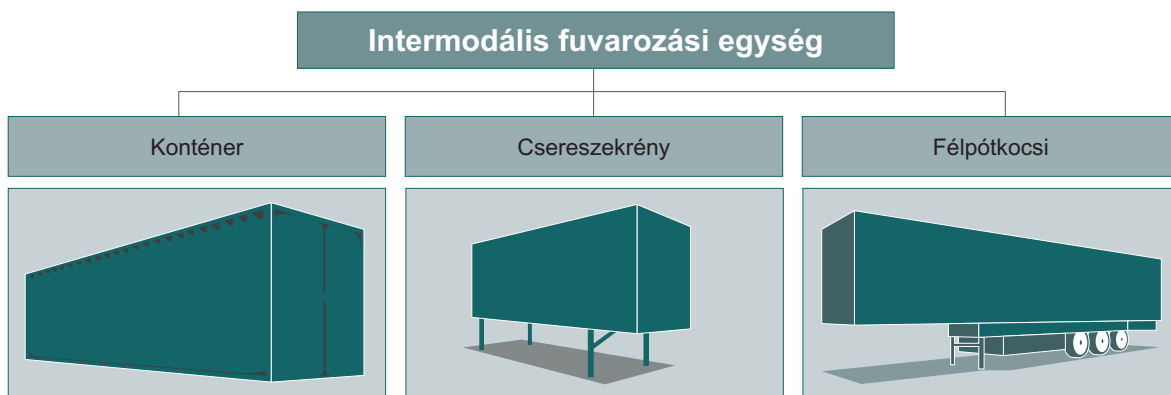 Intermodális fuvarozási egység
Konténer
Csereszekrény
Félpótkocsi